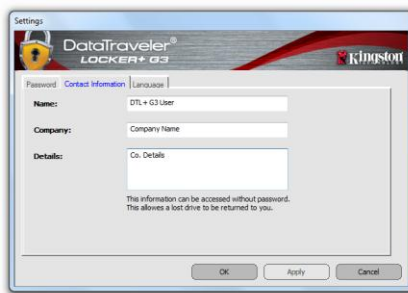 Settings
DataTraveler®
LOCKER+ G3
Kingston
Password Contact Information Language
Name: DTL+ G3 User
Company: Company Name
Details: Co. Details
This information can be accessed without password.
This allowes a lost drive to be returned to you.
OK Apply Cancel